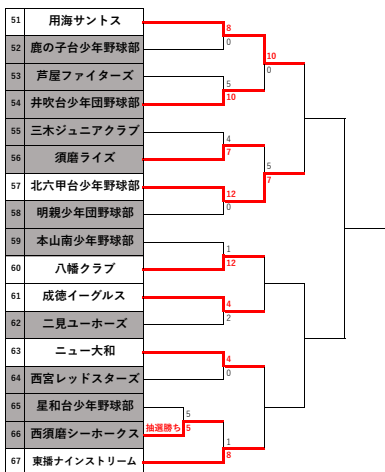 51 用海サントス 8
52 鹿の子台少年野球部 0
10
0
53 芦屋ファイターズ 5
54 井吹台少年団野球部 10
55 三木ジュニアクラブ 4
56 須磨ライズ 7
5
7
57 北六甲台少年野球部 12
58 明親少年団野球部 0
59 本山南少年野球部 1
60 八幡クラブ 12
61 成徳イーグルス 4
62 二見ユーホーズ 2
63 ニュー大和 4
64 西宮レッドスターズ 0
65 星和台少年野球部 5
66 西須磨シーホークス 抽選勝ち 5
1
67 東播ナインストリーム 8